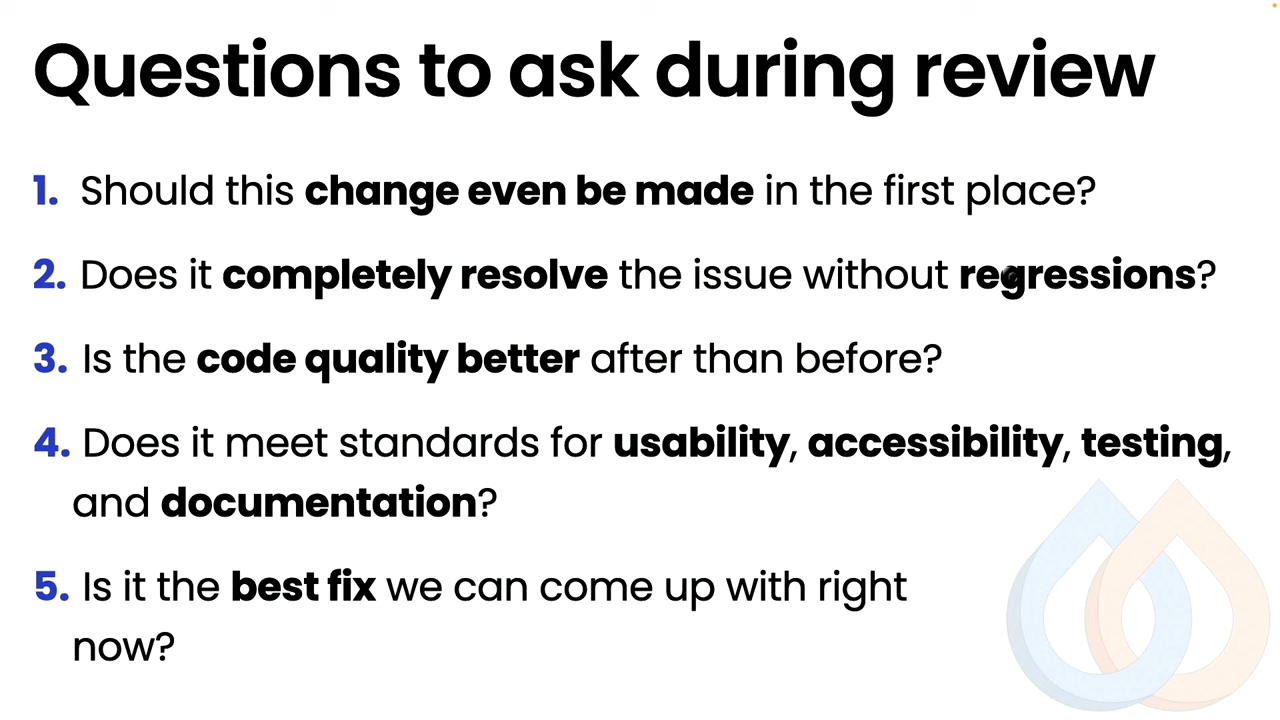 Questions to ask during review
1. Should this change even be made in the first place?
2. Does it completely resolve the issue without regressions?
3. Is the code quality better after than before?
4. Does it meet standards for usability, accessibility, testing,
and documentation?
5. Is it the best fix we can come up with right
now?